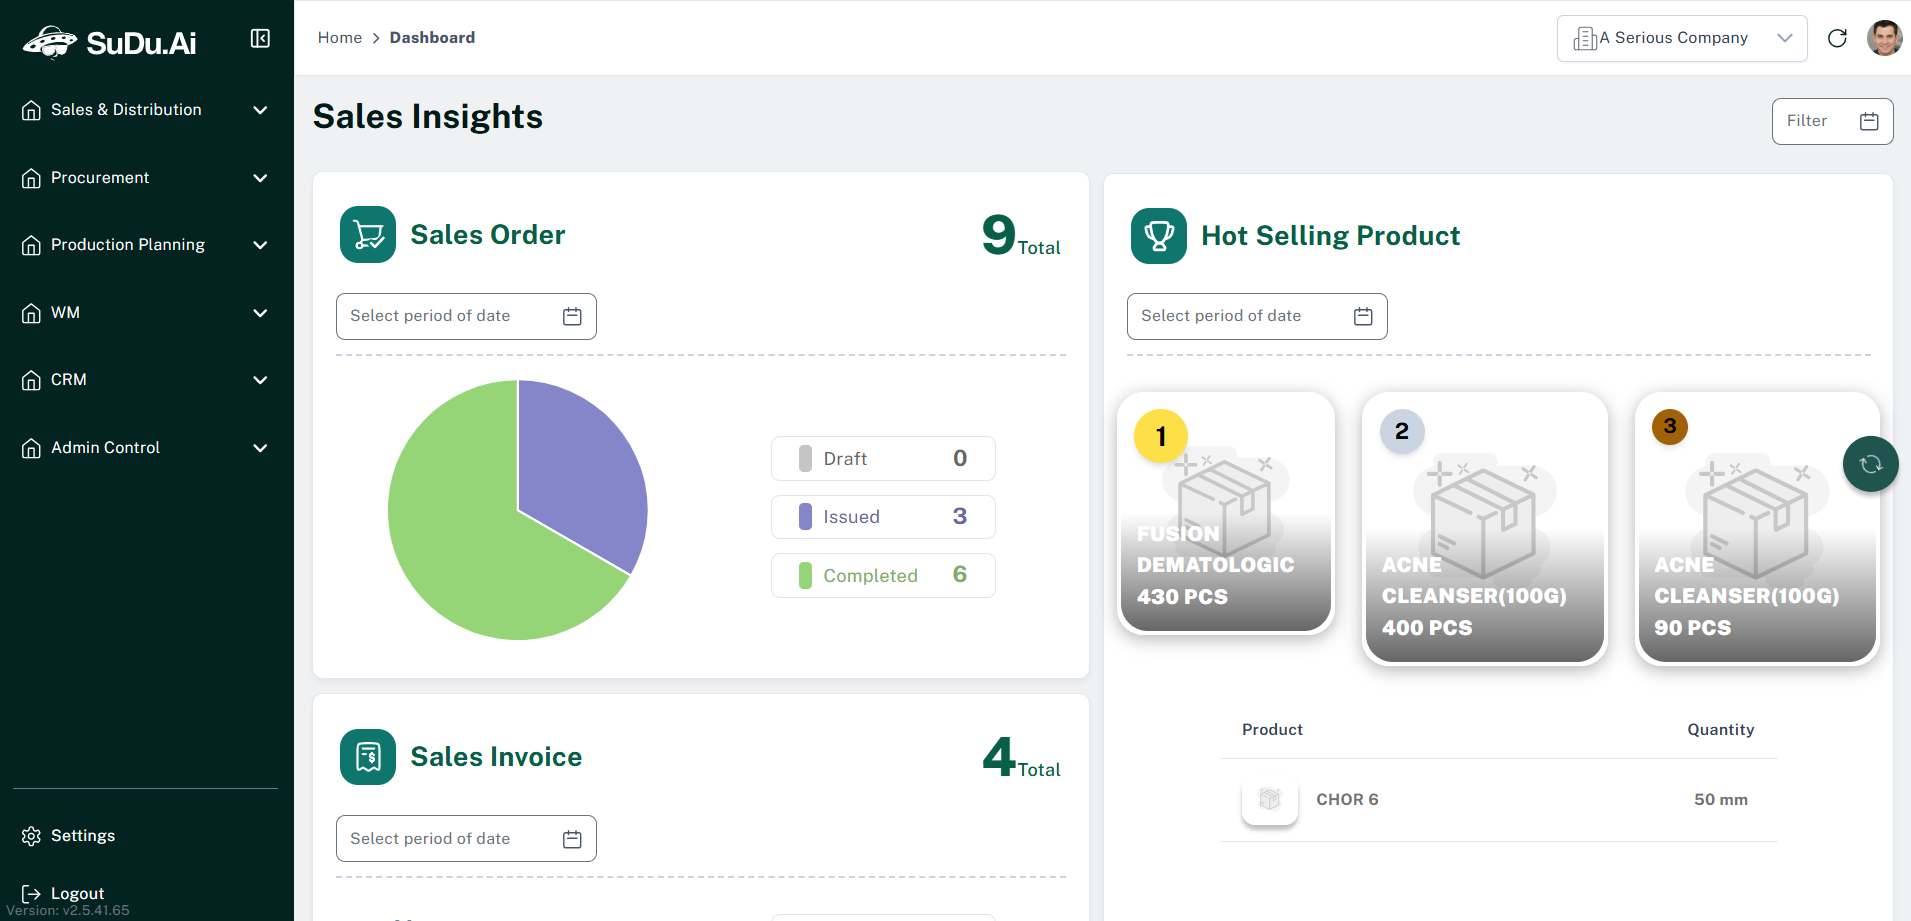 SuDu.Ai
Sales & Distribution
Procurement
Production Planning
WM
CRM
Admin Control
Settings
Logout
Version: v2.5.41.65
Home > Dashboard
A Serious Company
Sales Insights
Filter
Sales Order
9 Total
Select period of date
Draft 0
Issued 3
Completed 6
Sales Invoice
4 Total
Select period of date
Hot Selling Product
Select period of date
1
FUSION
DEMATOLOGIC
430 PCS
2
ACNE
CLEANSER(100G)
400 PCS
3
ACNE
CLEANSER(100G)
90 PCS
Product Quantity
CHOR 6 50 mm